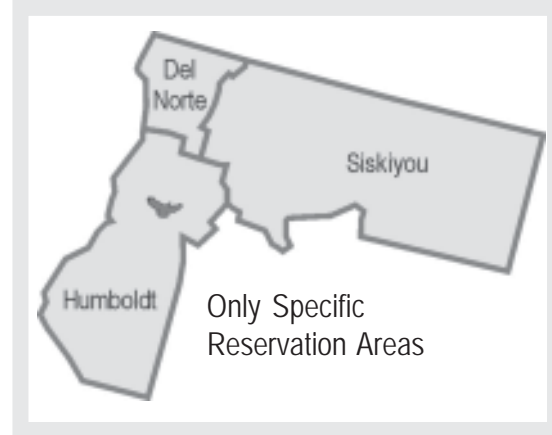 Del
Norte
Siskiyou
Humboldt
Only Specific
Reservation Areas